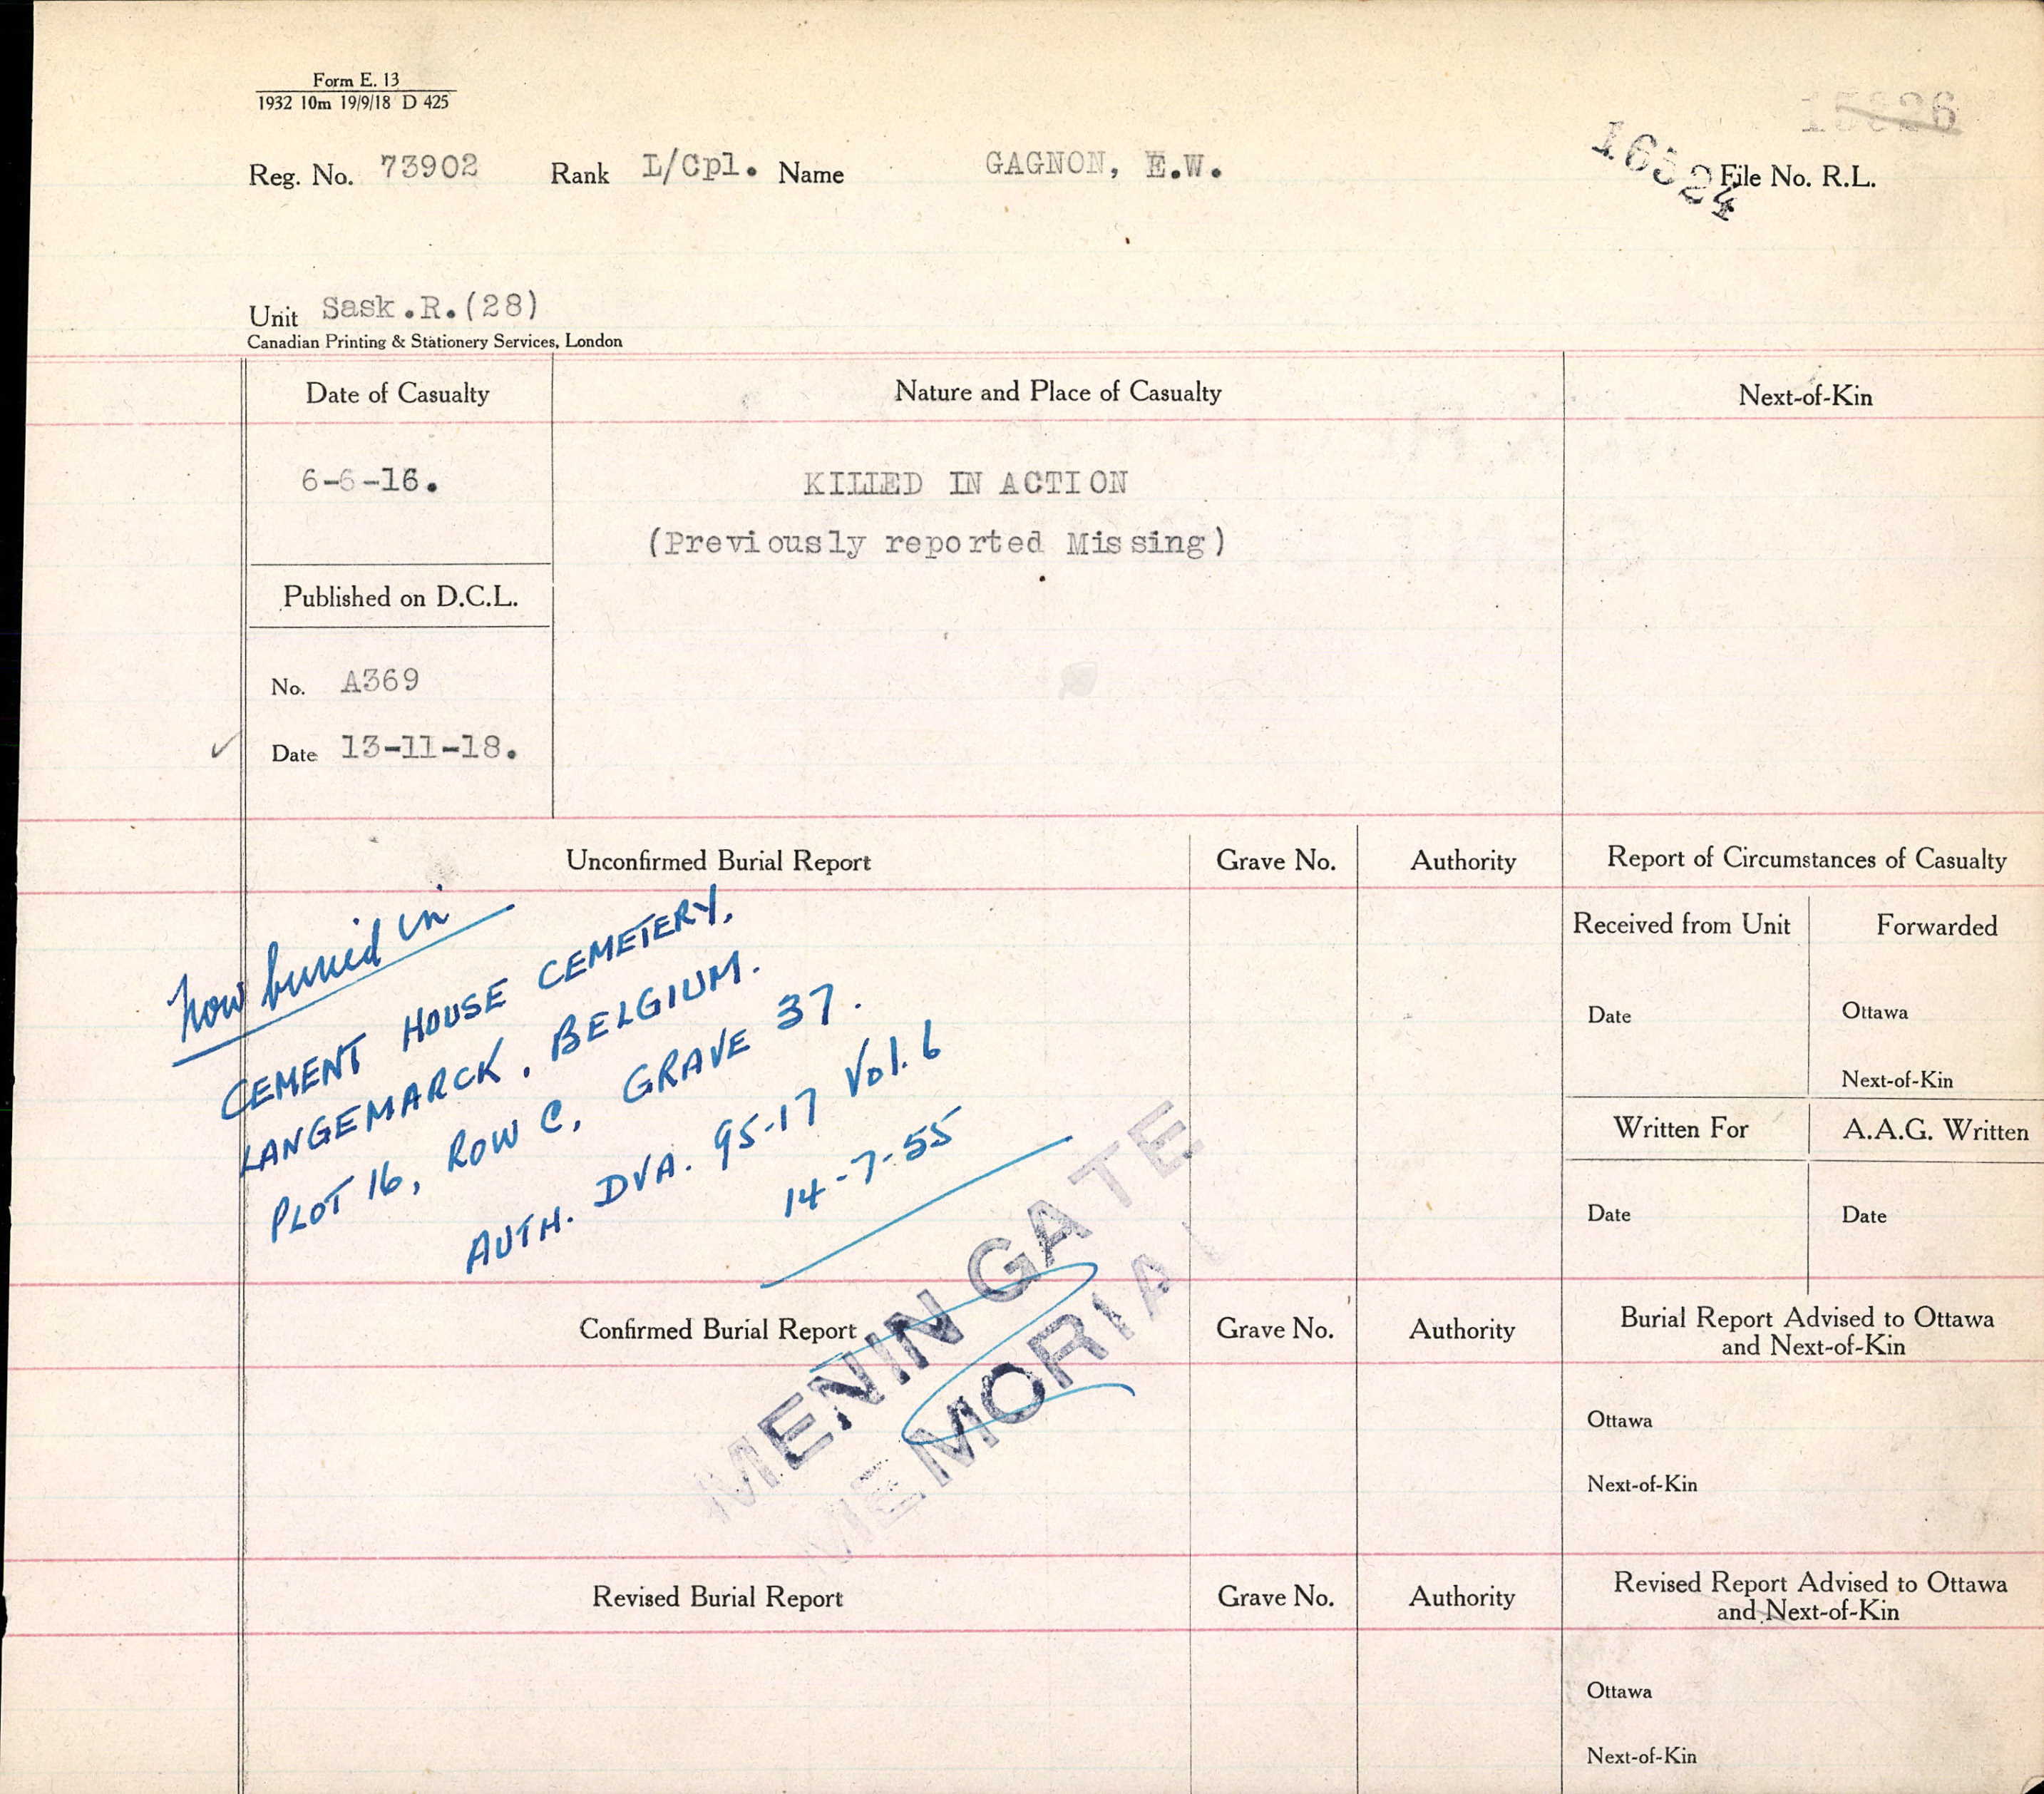 Form E. 13
1932 10m 19/9/18 D 425
Reg. No. 73902 Rank L/Cpl. Name GAGNON, E.W. File No. R.L.
Unit Sask.R.(28)
Canadian Printing & Stationery Services, London
Date of Casualty Nature and Place of Casualty Next-of-Kin
6-6-16. KILLED IN ACTION
(Previously reported Missing)
Published on D.C.L.
No. A369
Date 13-11-18.
Unconfirmed Burial Report Grave No. Authority Report of Circumstances of Casualty
Received from Unit Forwarded
Date Ottawa
Next-of-Kin
Written For A.A.G. Written
Date Date
now buried in
CEMENT HOUSE CEMETERY,
LANGEMARCK, BELGIUM.
PLOT 16, ROW C, GRAVE 37.
AUTH. DVA. 95-17 Vol. 6
14-7-55
MENIN GATE
MEMORIAL
Confirmed Burial Report Grave No. Authority Burial Report Advised to Ottawa
and Next-of-Kin
Ottawa
Next-of-Kin
Revised Burial Report Grave No. Authority Revised Report Advised to Ottawa
and Next-of-Kin
Ottawa
Next-of-Kin